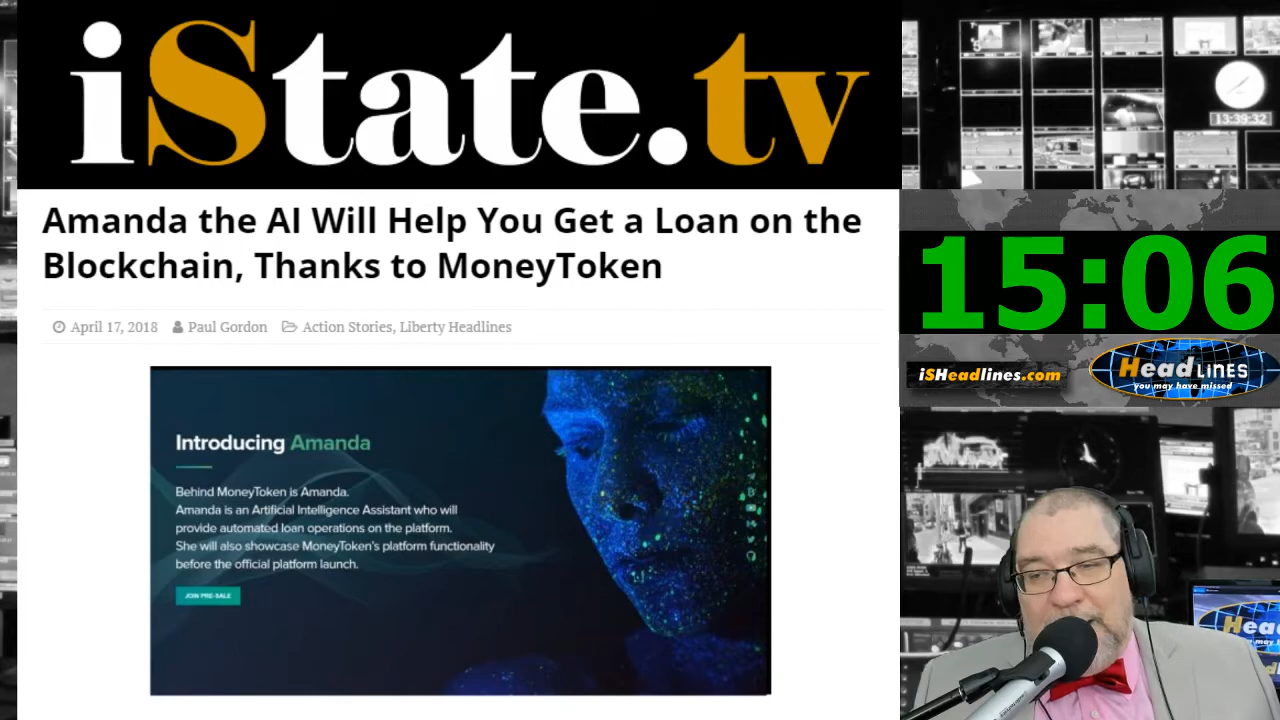 iState.tv
Amanda the AI Will Help You Get a Loan on the
Blockchain, Thanks to MoneyToken
April 17, 2018 Paul Gordon Action Stories, Liberty Headlines
Introducing Amanda
Behind MoneyToken is Amanda.
Amanda is an Artificial Intelligence Assistant who will
provide automated loan operations on the platform.
She will also showcase MoneyToken's platform functionality
before the official platform launch.
JOIN PRE-SALE
13:39:32
15:06
iSHeadlines.com
HeadLINES
you may have missed